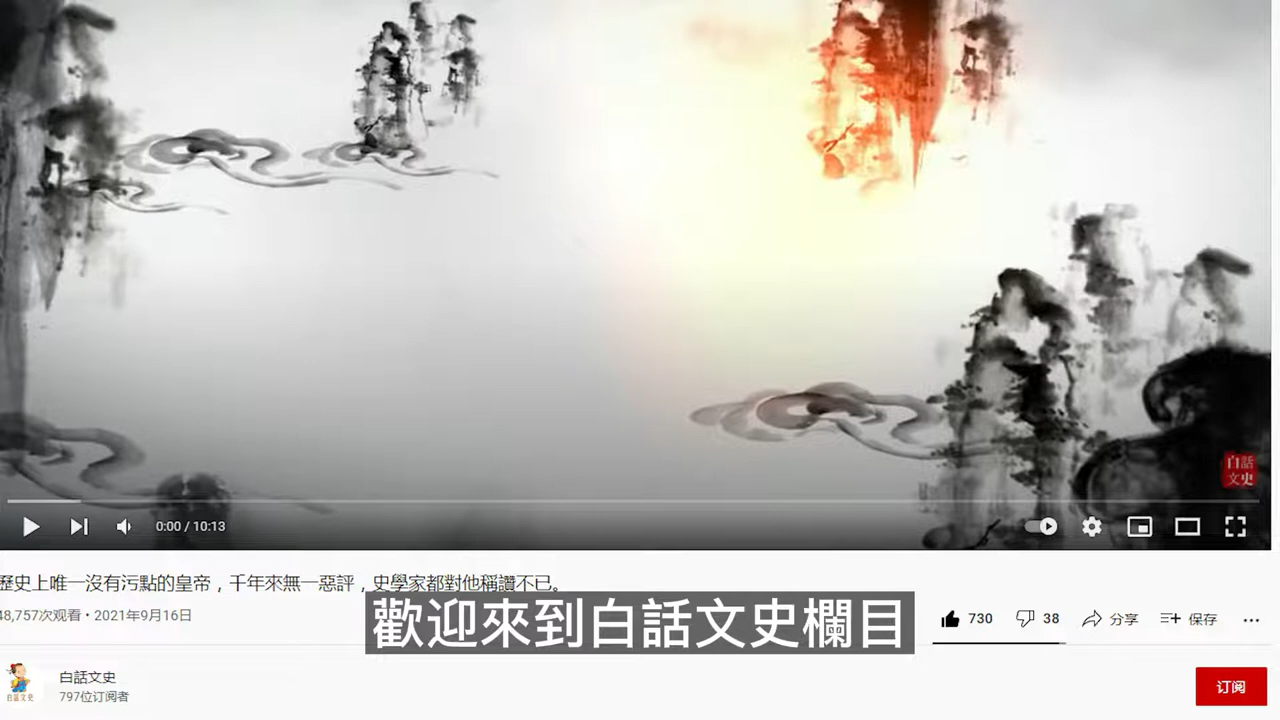 白話
文史
0:00 / 10:13
歷史上唯一沒有污點的皇帝，千年來無一惡評，史學家都對他稱讚不已。
48,757次观看 • 2021年9月16日
歡迎來到白話文史欄目
730
38
分享
保存
白話文史
白話文史
797位订阅者
订阅